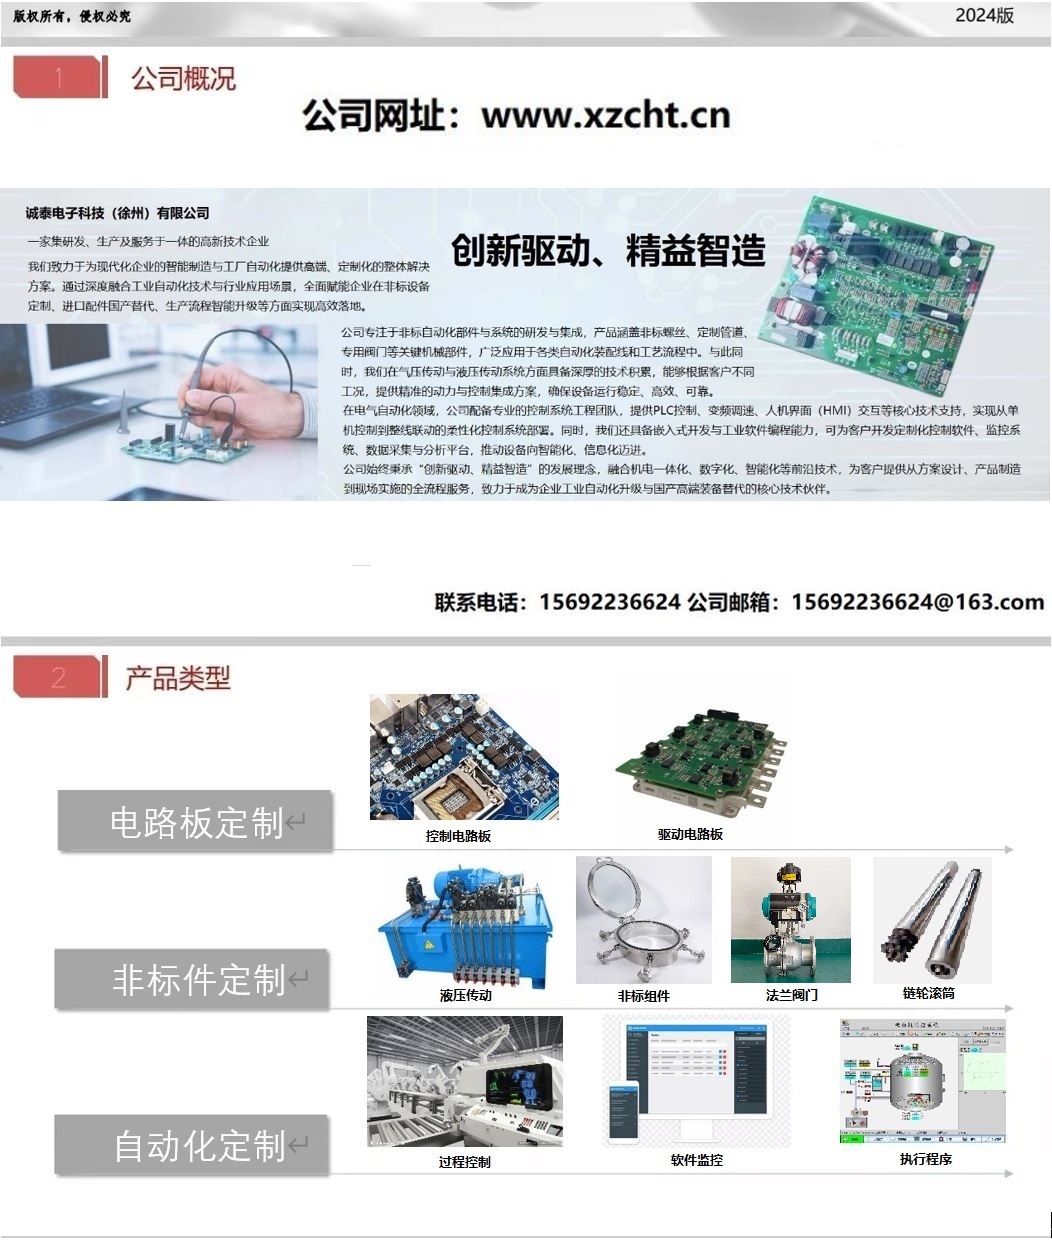 版权所有，侵权必究
2024版
1
公司概况
公司网址：www.xzcht.cn
诚泰电子科技（徐州）有限公司
一家集研发、生产及服务于一体的高新技术企业
我们致力于为现代化企业的智能制造与工厂自动化提供高端、定制化的整体解决
方案。通过深度融合工业自动化技术与行业应用场景，全面赋能企业在非标设备
定制、进口配件国产替代、生产流程智能升级等方面实现高效落地。
创新驱动、精益智造
公司专注于非标自动化部件与系统的研发与集成，产品涵盖非标螺丝、定制管道、
专用阀门等关键机械部件，广泛应用于各类自动化装配线和工艺流程中。与此同
时，我们在气压传动与液压传动系统方面具备深厚的技术积累，能够根据客户不同
工况，提供精准的动力与控制集成方案，确保设备运行稳定、高效、可靠。
在电气自动化领域，公司配备专业的控制系统工程团队，提供PLC控制、变频调速、人机界面（HMI）交互等核心技术支持，实现从单
机控制到整线联动的柔性化控制系统部署。同时，我们还具备嵌入式开发与工业软件编程能力，可为客户开发定制化控制软件、监控系
统、数据采集与分析平台，推动设备向智能化、信息化迈进。
公司始终秉承“创新驱动、精益智造”的发展理念，融合机电一体化、数字化、智能化等前沿技术，为客户提供从方案设计、产品制造
到现场实施的全流程服务，致力于成为企业工业自动化升级与国产高端装备替代的核心技术伙伴。
联系电话：15692236624 公司邮箱：15692236624@163.com
2
产品类型
电路板定制↵
控制电路板
驱动电路板
非标件定制↵
液压传动
非标组件
法兰阀门
链轮滚筒
自动化定制↵
过程控制
软件监控
执行程序